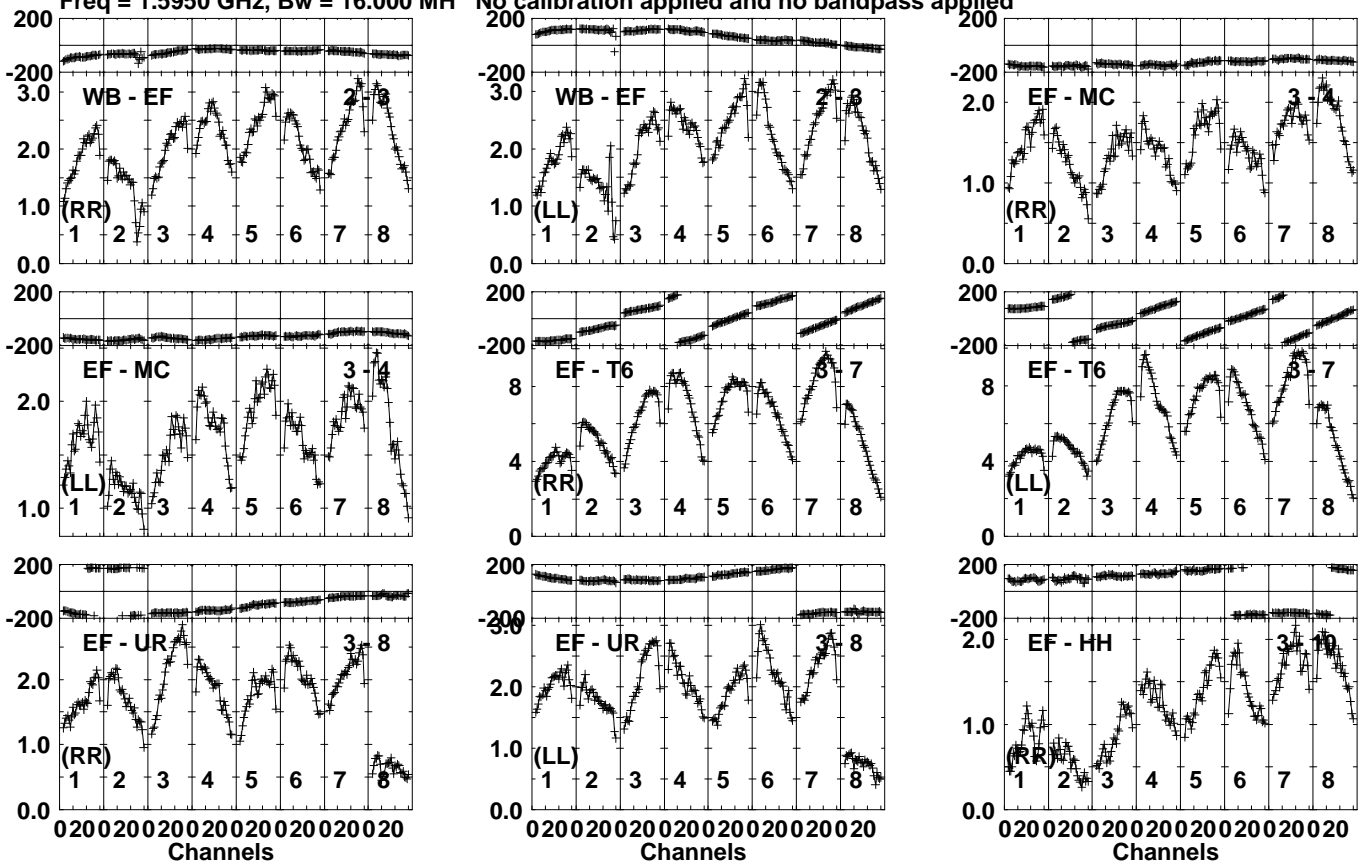 Freq = 1.5950 GHz, Bw = 16.000 MH No calibration applied and no bandpass applied
200 200 200
-200 -200 -200
WB - EF 2 - 3 WB - EF 2 - 3 EF - MC 3 - 4
3.0 3.0 2.0
2.0 2.0
1.0 1.0 1.0
(RR) (LL) (RR)
1 2 3 4 5 6 7 8 1 2 3 4 5 6 7 8 1 2 3 4 5 6 7 8
0.0 0.0 0.0
200 200 200
-200 -200 -200
EF - MC 3 - 4 EF - T6 3 - 7 EF - T6 3 - 7
2.0 8 8
4 4
(LL) (RR) (LL)
1.0 1 2 3 4 5 6 7 8 1 2 3 4 5 6 7 8 1 2 3 4 5 6 7 8
0 0
200 200 200
-200 -200 -200
3.0
EF - UR 3 - 8 EF - UR 3 - 8 EF - HH 3 - 10
2.0 2.0 2.0
1.0 1.0 1.0
(RR) (LL) (RR)
1 2 3 4 5 6 7 8 1 2 3 4 5 6 7 8 1 2 3 4 5 6 7 8
0.0 0.0 0.0
0 20 0 20 0 20 0 20 0 20 0 20 0 20 0 20 0 20 0 20 0 20 0 20 0 20 0 20 0 20 0 20 0 20 0 20 0 20 0 20 0 20 0 20 0 20 0 20
Channels Channels Channels